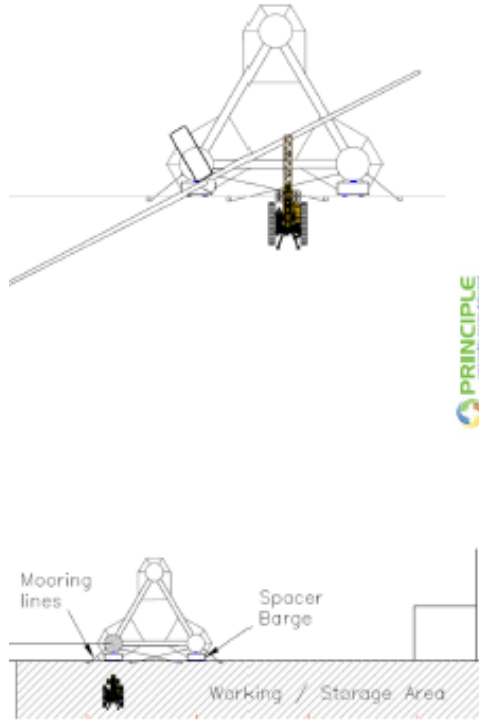 PRINCIPLE
Mooring
lines
Spacer
Barge
Working / Storage Area